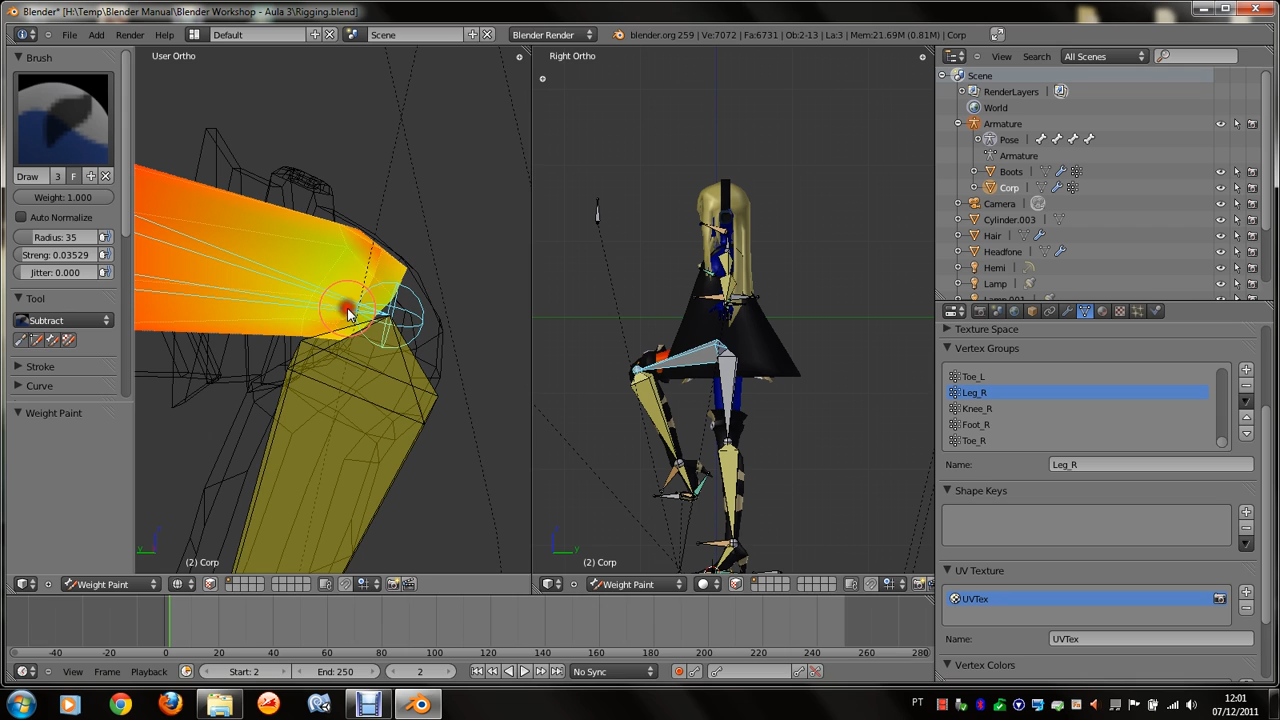 Blender* [H:\Temp\Blender Manual\Blender Workshop - Aula 3\Rigging.blend]
File Add Render Help
Default
Scene
Blender Render
blender.org 259 | Ve:7072 | Fa:6731 | Ob:2-13 | La:3 | Mem:21.69M (0.81M) | Corp
Brush
Draw 3 F
Weight: 1.000
Auto Normalize
Radius: 35
Streng: 0.03529
Jitter: 0.000
Tool
Subtract
Stroke
Curve
Weight Paint
User Ortho
(2) Corp
Weight Paint
Right Ortho
(2) Corp
Weight Paint
View Search All Scenes
Scene
RenderLayers
World
Armature
Pose
Armature
Boots
Corp
Camera
Cylinder.003
Hair
Headfone
Hemi
Lamp
Lamp.001
Texture Space
Vertex Groups
Toe_L
Leg_R
Knee_R
Foot_R
Toe_R
Name: Leg_R
Shape Keys
UV Texture
UVTex
Name: UVTex
Vertex Colors
-40 -20 0 20 40 60 80 100 120 140 160 180 200 220 240 260 280
View Frame Playback
Start: 2
End: 250
2
No Sync
PT
12:01
07/12/2011